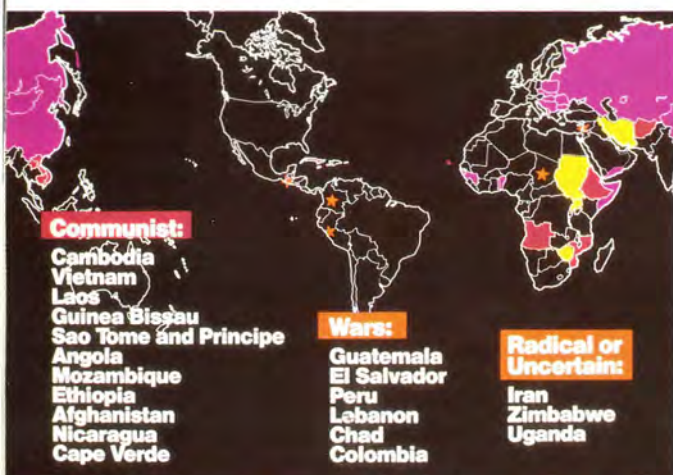 Communist:
Cambodia
Vietnam
Laos
Guinea Bissau
Sao Tome and Principe
Angola
Mozambique
Ethiopia
Afghanistan
Nicaragua
Cape Verde
Wars:
Guatemala
El Salvador
Peru
Lebanon
Chad
Colombia
Radical or
Uncertain:
Iran
Zimbabwe
Uganda